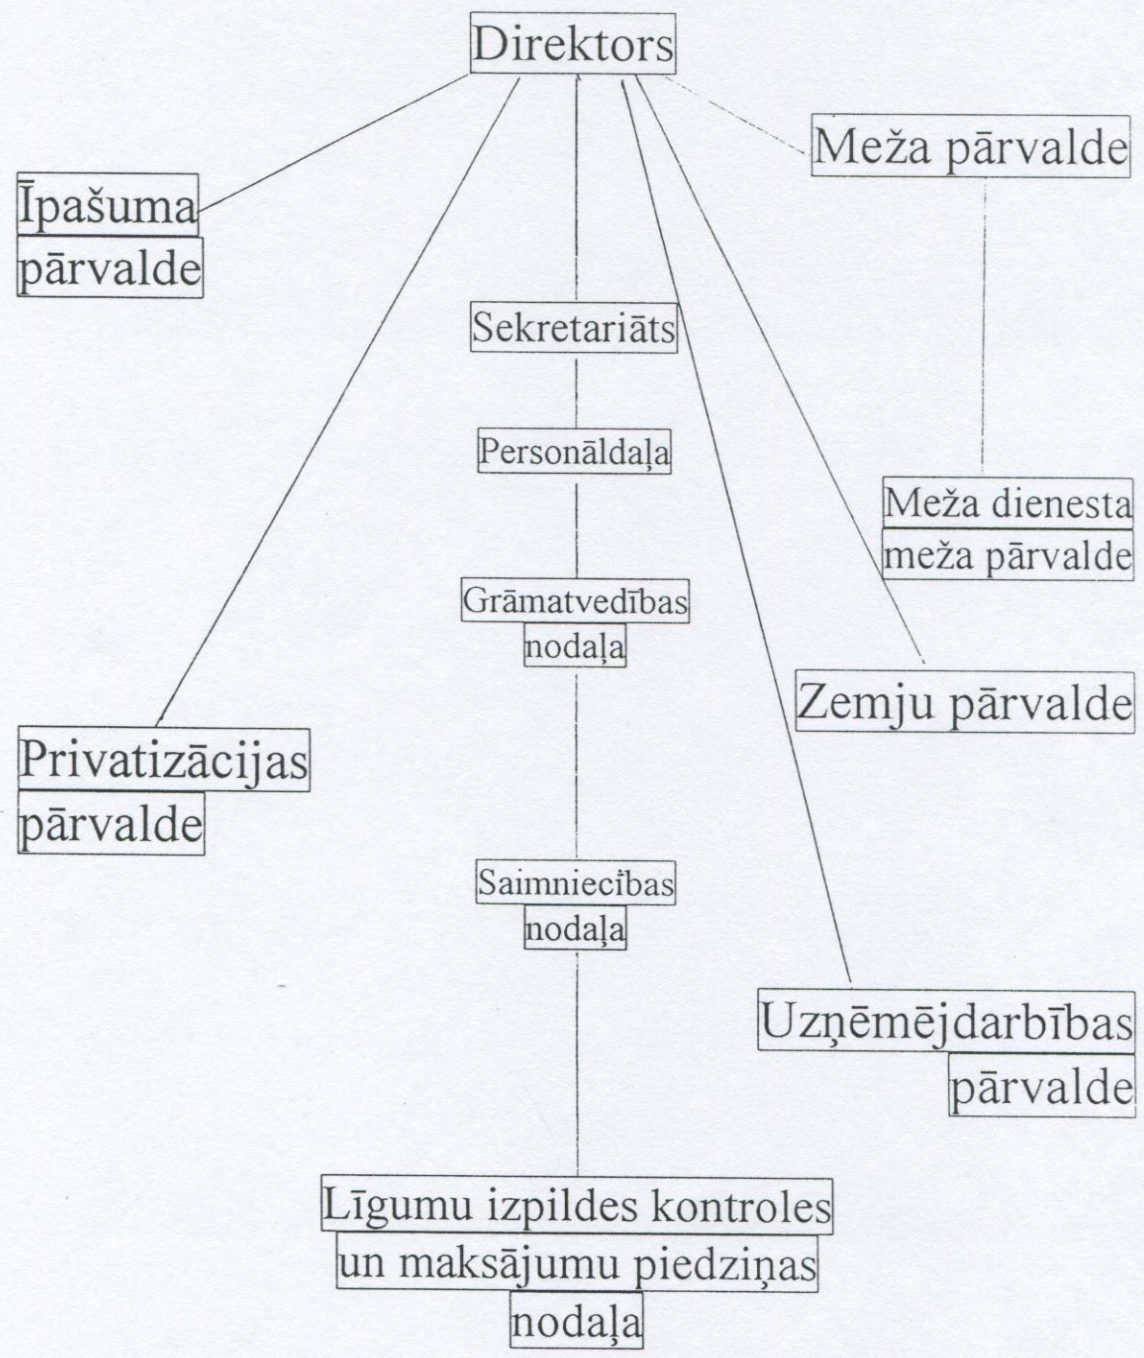 Direktors
Meža pārvalde
Īpašuma
pārvalde
Sekretariāts
Personāldaļa
Meža dienesta
meža pārvalde
Grāmatvedības
nodaļa
Zemju pārvalde
Privatizācijas
pārvalde
Saimniecības
nodaļa
Uzņēmējdarbības
pārvalde
Līgumu izpildes kontroles
un maksājumu piedziņas
nodaļa